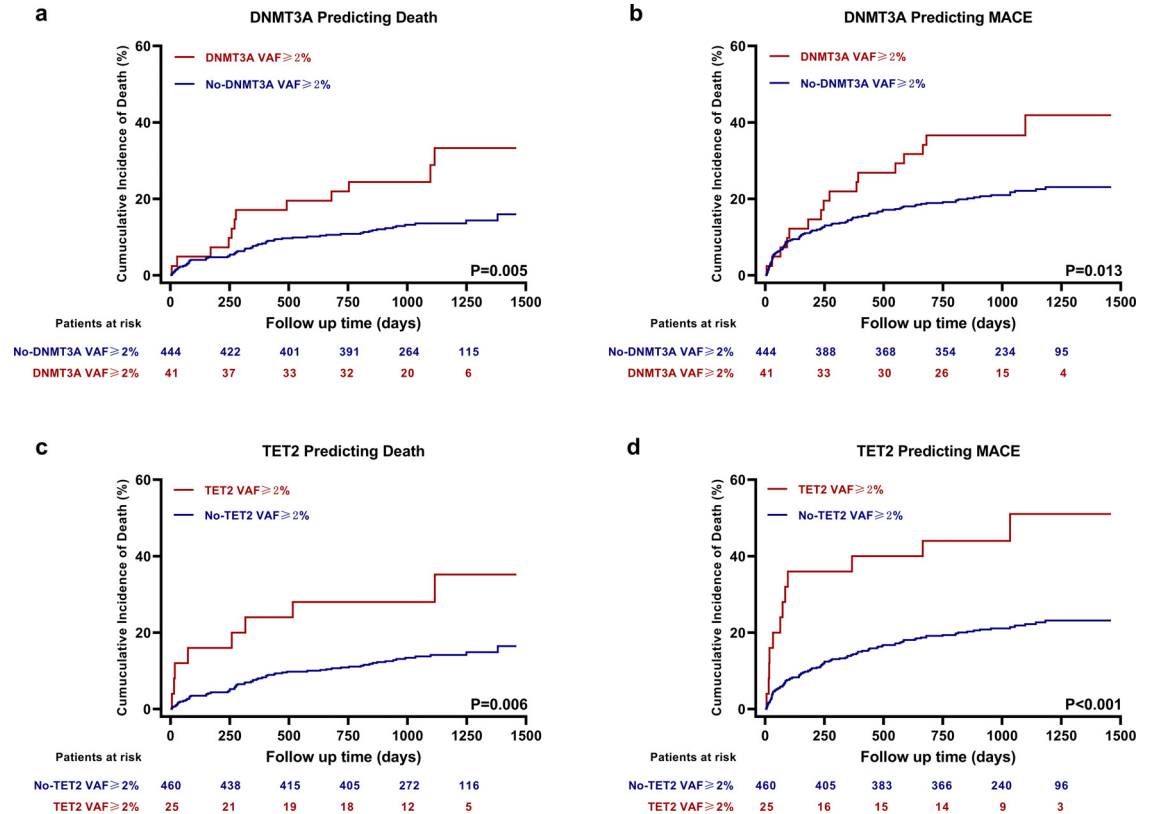 a
DNMT3A Predicting Death
60
40
20
0
Cumuculative Incidence of Death (%)
DNMT3A VAF⩾2%
No-DNMT3A VAF⩾2%
P=0.005
0 250 500 750 1000 1250 1500
Patients at risk
Follow up time (days)
No-DNMT3A VAF⩾2% 444 422 401 391 264 115
DNMT3A VAF⩾2% 41 37 33 32 20 6
b
DNMT3A Predicting MACE
60
40
20
0
Cumuculative Incidence of Death (%)
DNMT3A VAF⩾2%
No-DNMT3A VAF⩾2%
P=0.013
0 250 500 750 1000 1250 1500
Patients at risk
Follow up time (days)
No-DNMT3A VAF⩾2% 444 388 368 354 234 95
DNMT3A VAF⩾2% 41 33 30 26 15 4
c
TET2 Predicting Death
60
40
20
0
Cumuculative Incidence of Death (%)
TET2 VAF⩾2%
No-TET2 VAF⩾2%
P=0.006
0 250 500 750 1000 1250 1500
Patients at risk
Follow up time (days)
No-TET2 VAF⩾2% 460 438 415 405 272 116
TET2 VAF⩾2% 25 21 19 18 12 5
d
TET2 Predicting MACE
60
40
20
0
Cumuculative Incidence of Death (%)
TET2 VAF⩾2%
No-TET2 VAF⩾2%
P<0.001
0 250 500 750 1000 1250 1500
Patients at risk
Follow up time (days)
No-TET2 VAF⩾2% 460 405 383 366 240 96
TET2 VAF⩾2% 25 16 15 14 9 3